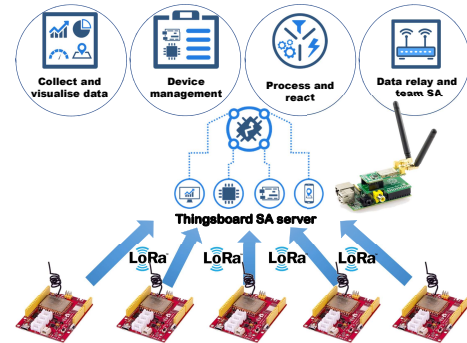 Collect and
visualise data
Device
management
Process and
react
Data relay and
team SA
Thingsboard SA server
LoRa
LoRa
LoRa
LoRa